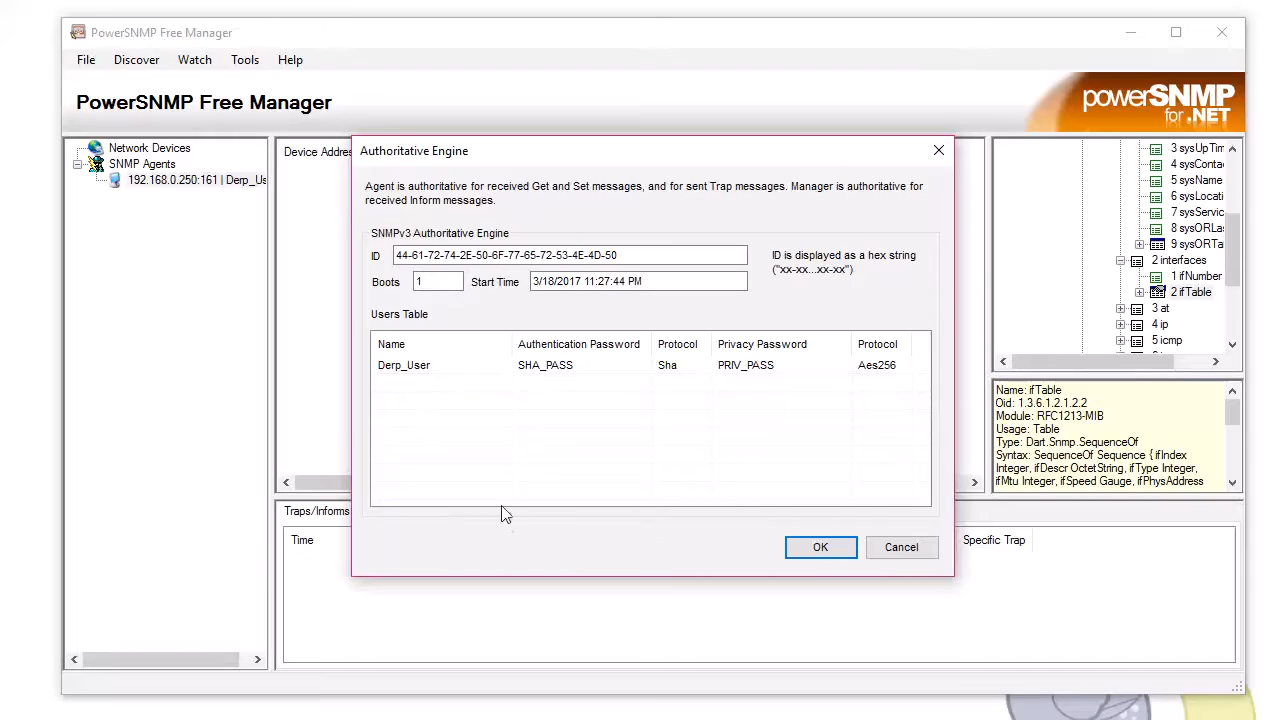 PowerSNMP Free Manager
File Discover Watch Tools Help
PowerSNMP Free Manager
powerSNMP
for .NET
Network Devices
SNMP Agents
192.168.0.250:161 | Derp_Us
Device Addres
Authoritative Engine
Agent is authoritative for received Get and Set messages, and for sent Trap messages. Manager is authoritative for
received Inform messages.
SNMPv3 Authoritative Engine
ID 44-61-72-74-2E-50-6F-77-65-72-53-4E-4D-50
ID is displayed as a hex string
("xx-xx...xx-xx")
Boots 1 Start Time 3/18/2017 11:27:44 PM
Users Table
Name Authentication Password Protocol Privacy Password Protocol
Derp_User SHA_PASS Sha PRIV_PASS Aes256
OK Cancel
3 sysUpTim
4 sysConta
5 sysName
6 sysLocati
7 sysServic
8 sysORLa
9 sysORTa
2 interfaces
1 ifNumber
2 ifTable
3 at
4 ip
5 icmp
Name: ifTable
Oid: 1.3.6.1.2.1.2.2
Module: RFC1213-MIB
Usage: Table
Type: Dart.Snmp.SequenceOf
Syntax: SequenceOf Sequence { ifIndex
Integer, ifDescr OctetString, ifType Integer,
ifMtu Integer, ifSpeed Gauge, ifPhysAddress
Traps/Informs
Time Specific Trap